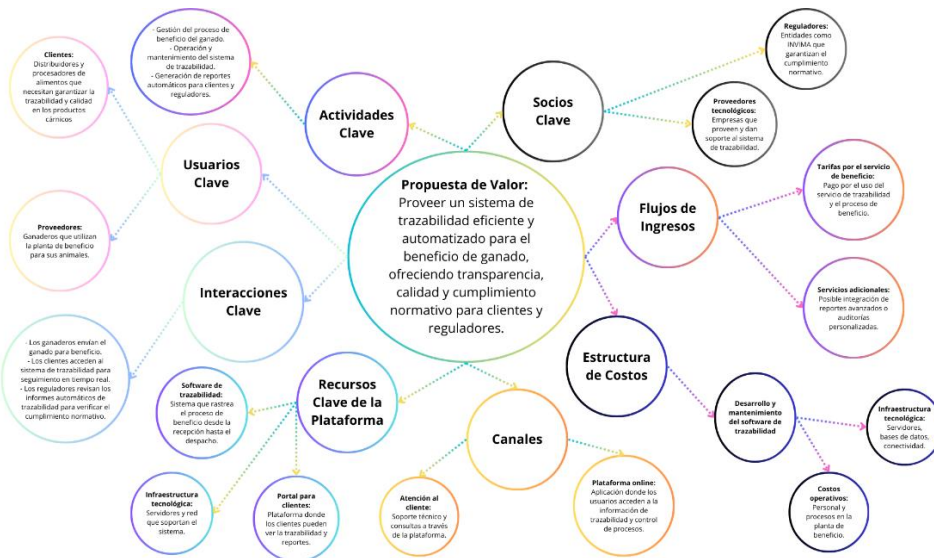 - Gestión del proceso de
beneficio del ganado.
- Operación y
mantenimiento del sistema
de trazabilidad.
- Generación de reportes
automáticos para clientes y
reguladores.
Actividades
Clave
Socios
Clave
Reguladores:
Entidades como
INVIMA que
garantizan el
cumplimiento
normativo.
Proveedores
tecnológicos:
Empresas que
proveen y dan
soporte al sistema
de trazabilidad.
Clientes:
Distribuidores y
procesadores de
alimentos que
necesitan garantizar la
trazabilidad y calidad
en los productos
cárnicos
Usuarios
Clave
Proveedores:
Ganaderos que utilizan
la planta de beneficio
para sus animales.
Propuesta de Valor:
Proveer un sistema de
trazabilidad eficiente y
automatizado para el
beneficio de ganado,
ofreciendo transparencia,
calidad y cumplimiento
normativo para clientes y
reguladores.
Flujos de
Ingresos
Tarifas por el servicio
de beneficio:
Pago por el uso del
servicio de trazabilidad
y el proceso de
beneficio.
Servicios adicionales:
Posible integración de
reportes avanzados o
auditorías
personalizadas.
Interacciones
Clave
- Los ganaderos envían el
ganado para beneficio.
- Los clientes acceden al
sistema de trazabilidad para
seguimiento en tiempo real.
- Los reguladores revisan los
informes automáticos de
trazabilidad para verificar el
cumplimiento normativo.
Recursos
Clave de la
Plataforma
Software de
trazabilidad:
Sistema que rastrea
el proceso de
beneficio desde la
recepción hasta el
despacho.
Infraestructura
tecnológica:
Servidores y red
que soportan el
sistema.
Portal para
clientes:
Plataforma donde
los clientes pueden
ver la trazabilidad y
reportes.
Canales
Atención al
cliente:
Soporte técnico y
consultas a través
de la plataforma.
Plataforma online:
Aplicación donde los
usuarios acceden a la
información de
trazabilidad y control
de procesos.
Estructura
de Costos
Desarrollo y
mantenimiento
del software de
trazabilidad
Infraestructura
tecnológica:
Servidores,
bases de datos,
conectividad.
Costos
operativos:
Personal y
procesos en la
planta de
beneficio.